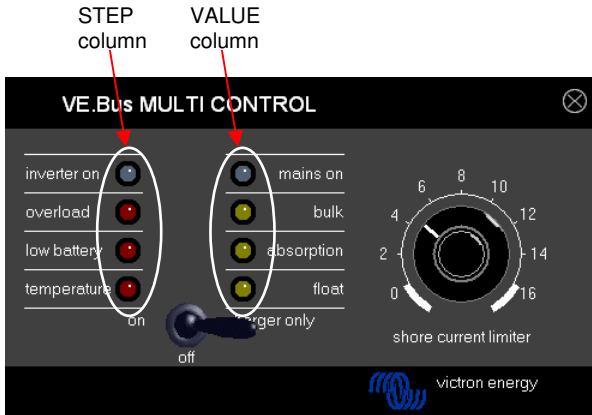 STEP
column
VALUE
column
VE.Bus MULTI CONTROL
inverter on
mains on
overload
bulk
low battery
absorption
temperature
float
on
arger only
off
0
2
4
6
8
10
12
14
16
shore current limiter
victron energy